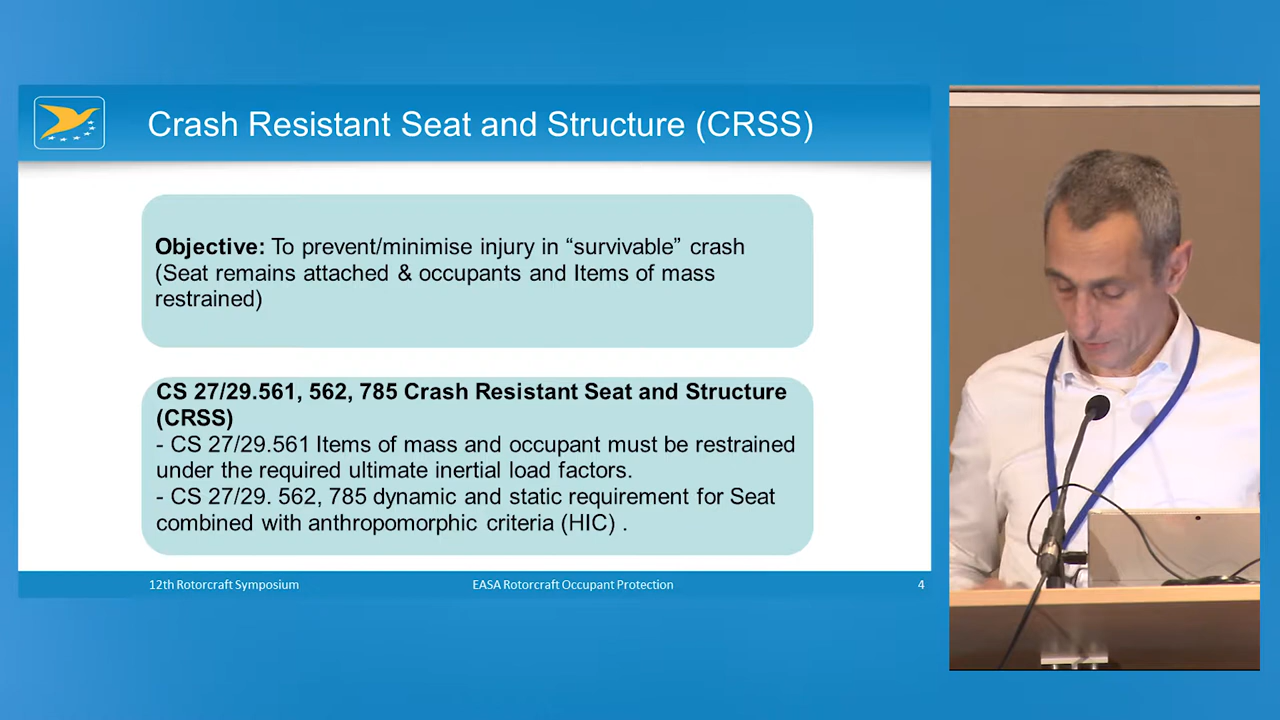 Crash Resistant Seat and Structure (CRSS)
Objective: To prevent/minimise injury in “survivable” crash
(Seat remains attached & occupants and Items of mass
restrained)
CS 27/29.561, 562, 785 Crash Resistant Seat and Structure
(CRSS)
- CS 27/29.561 Items of mass and occupant must be restrained
under the required ultimate inertial load factors.
- CS 27/29. 562, 785 dynamic and static requirement for Seat
combined with anthropomorphic criteria (HIC) .
12th Rotorcraft Symposium
EASA Rotorcraft Occupant Protection
4